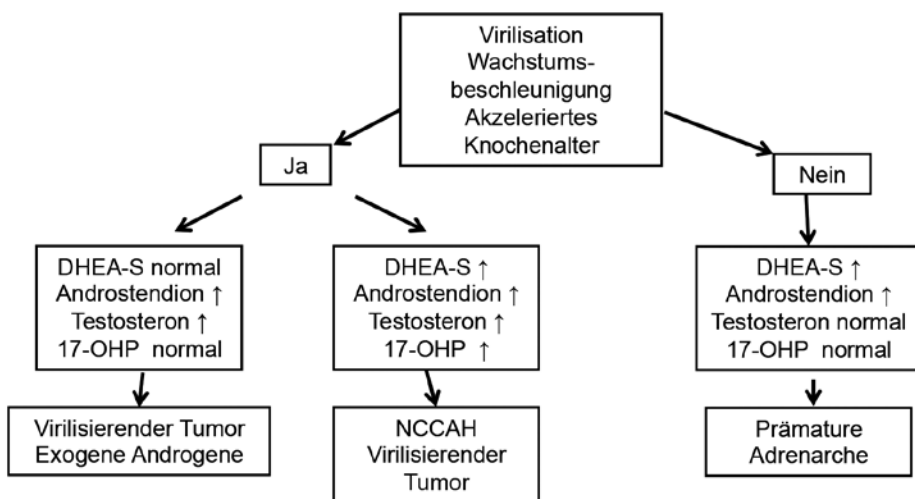 Virilisation
Wachstums-
beschleunigung
Akzeleriertes
Knochenalter
Ja
Nein
DHEA-S normal
Androstendion ↑
Testosteron ↑
17-OHP normal
DHEA-S ↑
Androstendion ↑
Testosteron ↑
17-OHP ↑
DHEA-S ↑
Androstendion ↑
Testosteron normal
17-OHP normal
Virilisierender Tumor
Exogene Androgene
NCCAH
Virilisierender
Tumor
Prämature
Adrenarche